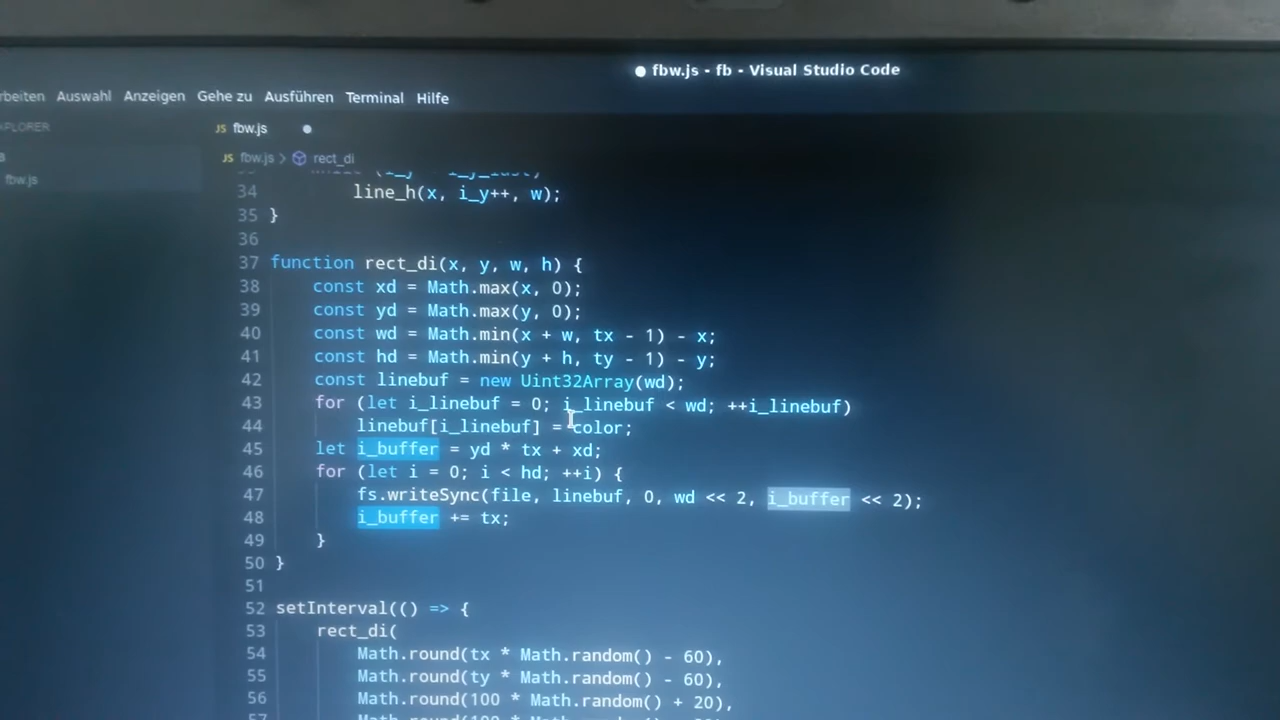 ● fbw.js - fb - Visual Studio Code
rbeiten Auswahl Anzeigen Gehe zu Ausführen Terminal Hilfe
XPLORER
JS fbw.js ●
JS fbw.js > rect_di
fbw.js
34 line_h(x, i_y++, w);
35 }
36
37 function rect_di(x, y, w, h) {
38 const xd = Math.max(x, 0);
39 const yd = Math.max(y, 0);
40 const wd = Math.min(x + w, tx - 1) - x;
41 const hd = Math.min(y + h, ty - 1) - y;
42 const linebuf = new Uint32Array(wd);
43 for (let i_linebuf = 0; i_linebuf < wd; ++i_linebuf)
44 linebuf[i_linebuf] = color;
45 let i_buffer = yd * tx + xd;
46 for (let i = 0; i < hd; ++i) {
47 fs.writeSync(file, linebuf, 0, wd << 2, i_buffer << 2);
48 i_buffer += tx;
49 }
50 }
51
52 setInterval(() => {
53 rect_di(
54 Math.round(tx * Math.random() - 60),
55 Math.round(ty * Math.random() - 60),
56 Math.round(100 * Math.random() + 20),